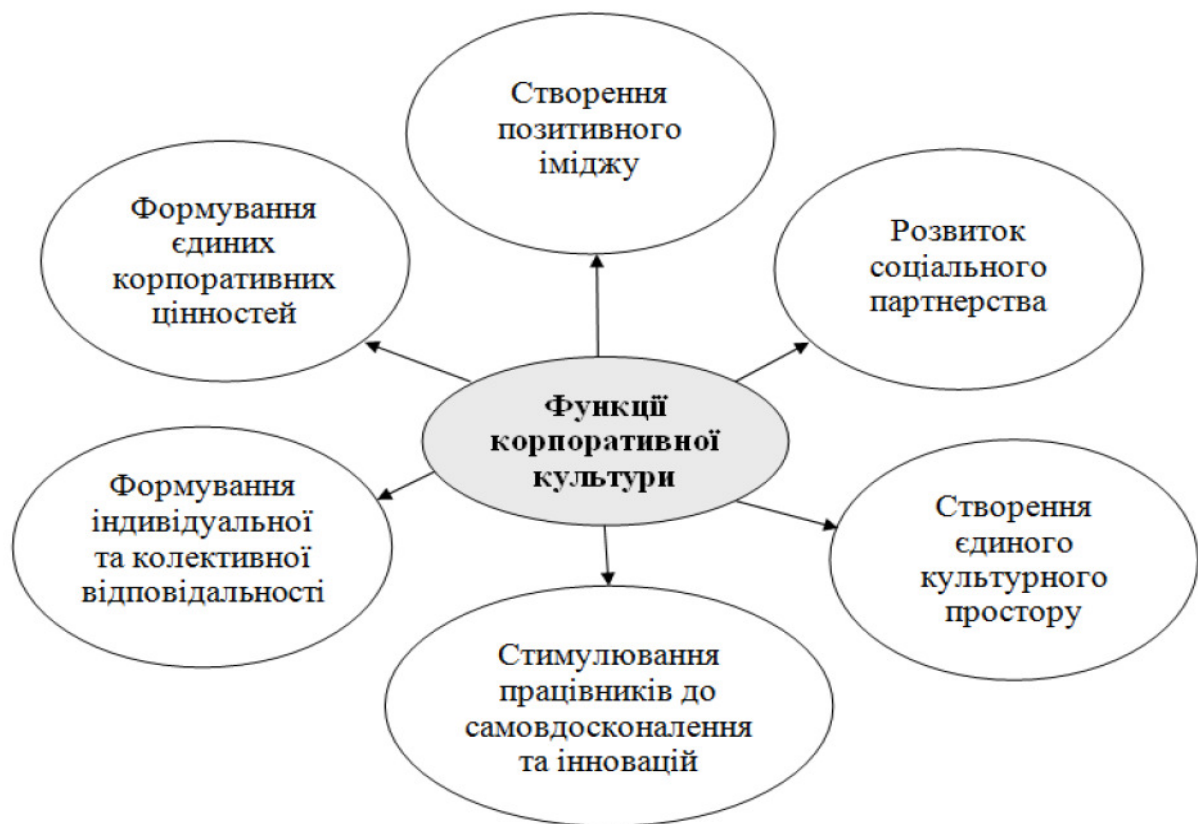 Створення
позитивного
іміджу
Формування
єдиних
корпоративних
цінностей
Розвиток
соціального
партнерства
Функції
корпоративної
культури
Формування
індивідуальної
та колективної
відповідальності
Створення
єдиного
культурного
простору
Стимулювання
працівників до
самовдосконалення
та інновацій